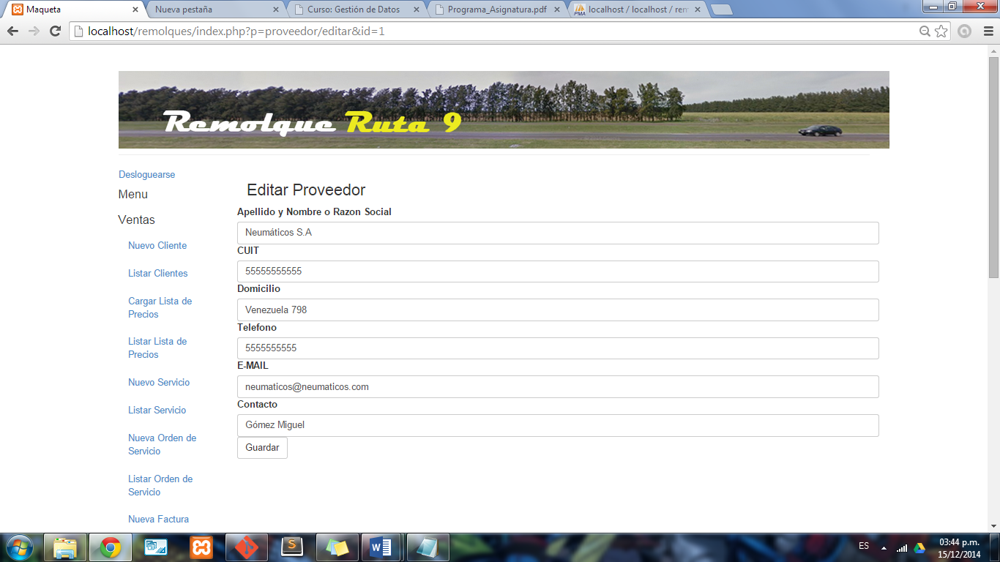 Maqueta
Nueva pestaña
Curso: Gestión de Datos
Programa_Asignatura.pdf
localhost / localhost / rem
localhost/remolques/index.php?p=proveedor/editar&id=1
Remolque Ruta 9
Desloguearse
Menu
Ventas
Nuevo Cliente
Listar Clientes
Cargar Lista de
Precios
Listar Lista de
Precios
Nuevo Servicio
Listar Servicio
Nueva Orden de
Servicio
Listar Orden de
Servicio
Nueva Factura
Editar Proveedor
Apellido y Nombre o Razon Social
Neumáticos S.A
CUIT
55555555555
Domicilio
Venezuela 798
Telefono
5555555555
E-MAIL
neumaticos@neumaticos.com
Contacto
Gómez Miguel
Guardar
ES
03:44 p.m.
15/12/2014